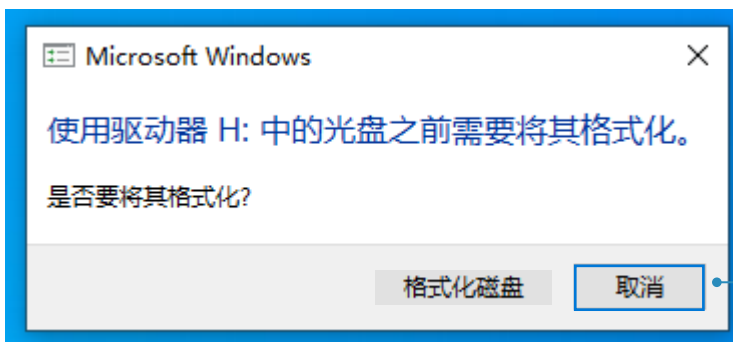 Microsoft Windows
使用驱动器 H: 中的光盘之前需要将其格式化。
是否要将其格式化?
格式化磁盘
取消